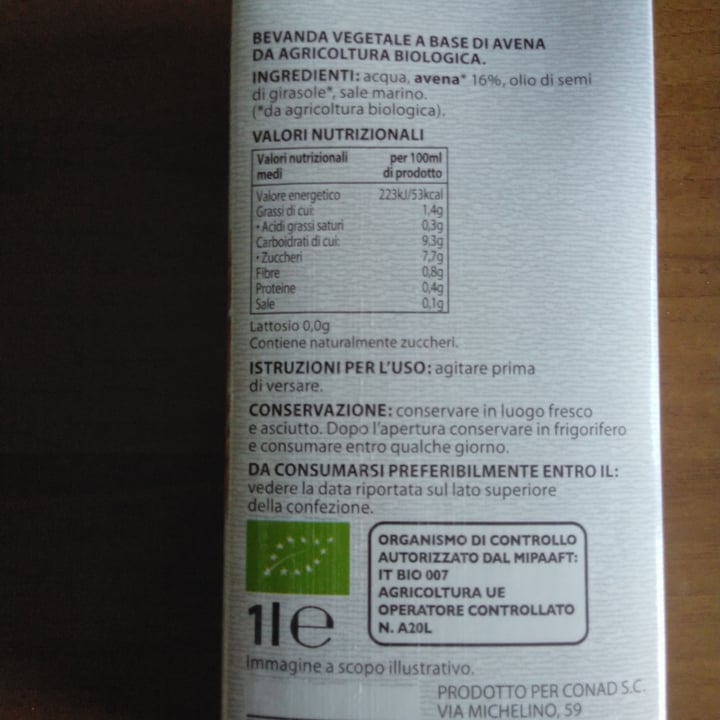 BEVANDA VEGETALE A BASE DI AVENA
DA AGRICOLTURA BIOLOGICA.
INGREDIENTI: acqua, avena* 16%, olio di semi
di girasole*, sale marino.
(*da agricoltura biologica).
VALORI NUTRIZIONALI
Valori nutrizionali per 100ml
medi di prodotto
Valore energetico 223kJ/53kcal
Grassi di cui: 1,4g
• Acidi grassi saturi 0,3g
Carboidrati di cui: 9,3g
• Zuccheri 7,7g
Fibre 0,8g
Proteine 0,4g
Sale 0,1g
Lattosio 0,0g
Contiene naturalmente zuccheri.
ISTRUZIONI PER L'USO: agitare prima
di versare.
CONSERVAZIONE: conservare in luogo fresco
e asciutto. Dopo l'apertura conservare in frigorifero
e consumare entro qualche giorno.
DA CONSUMARSI PREFERIBILMENTE ENTRO IL:
vedere la data riportata sul lato superiore
della confezione.
ORGANISMO DI CONTROLLO
AUTORIZZATO DAL MIPAAFT:
IT BIO 007
AGRICOLTURA UE
OPERATORE CONTROLLATO
N. A20L
1l e
Immagine a scopo illustrativo.
PRODOTTO PER CONAD S.C.
VIA MICHELINO, 59